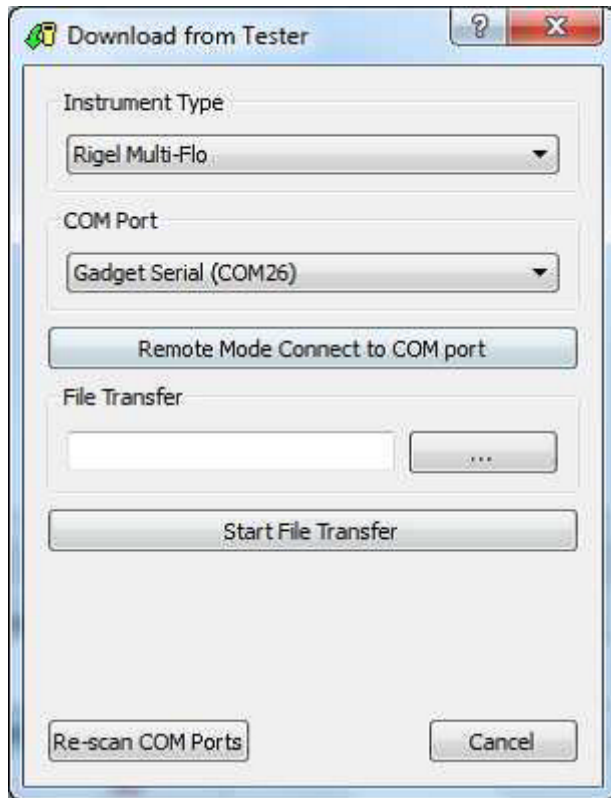 Download from Tester
Instrument Type
Rigel Multi-Flo
COM Port
Gadget Serial (COM26)
Remote Mode Connect to COM port
File Transfer
...
Start File Transfer
Re-scan COM Ports
Cancel